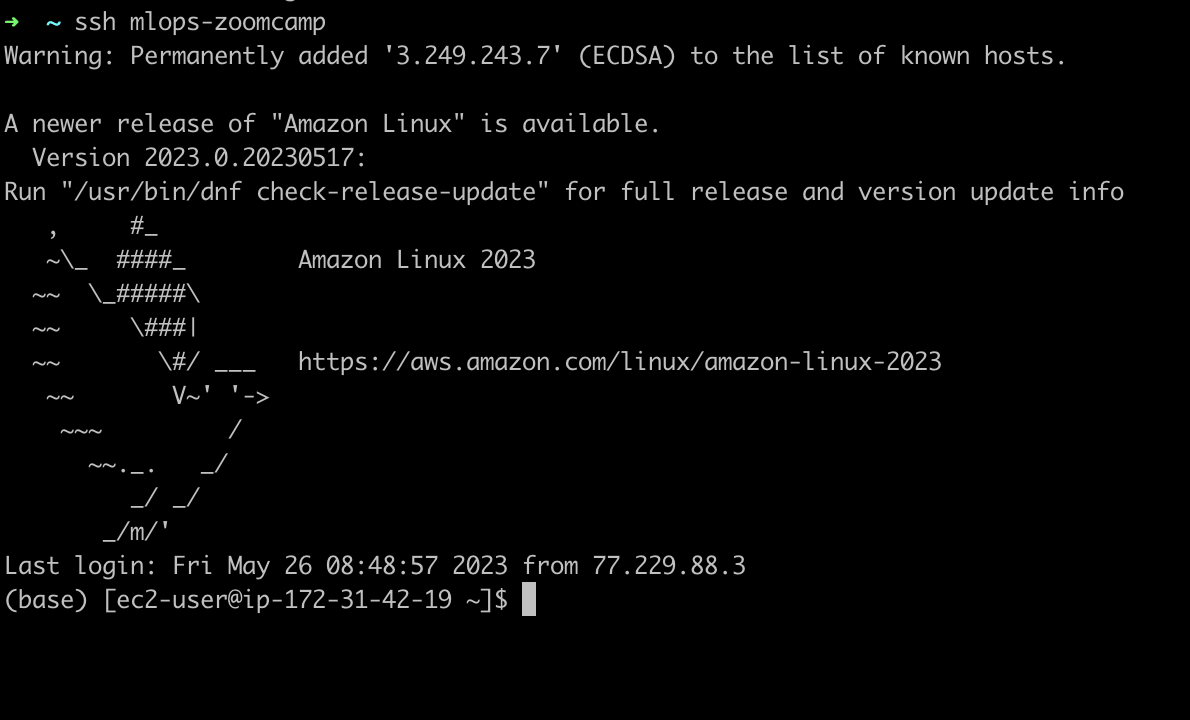 ➜  ~ ssh mlops-zoomcamp
Warning: Permanently added '3.249.243.7' (ECDSA) to the list of known hosts.

A newer release of "Amazon Linux" is available.
  Version 2023.0.20230517:
Run "/usr/bin/dnf check-release-update" for full release and version update info
   ,     #_
   ~\_  ####_        Amazon Linux 2023
  ~~  \_#####\
  ~~     \###|
  ~~       \#/ ___   https://aws.amazon.com/linux/amazon-linux-2023
   ~~       V~' '->
    ~~~         /
      ~~._.   _/
         _/ _/
       _/m/'
Last login: Fri May 26 08:48:57 2023 from 77.229.88.3
(base) [ec2-user@ip-172-31-42-19 ~]$